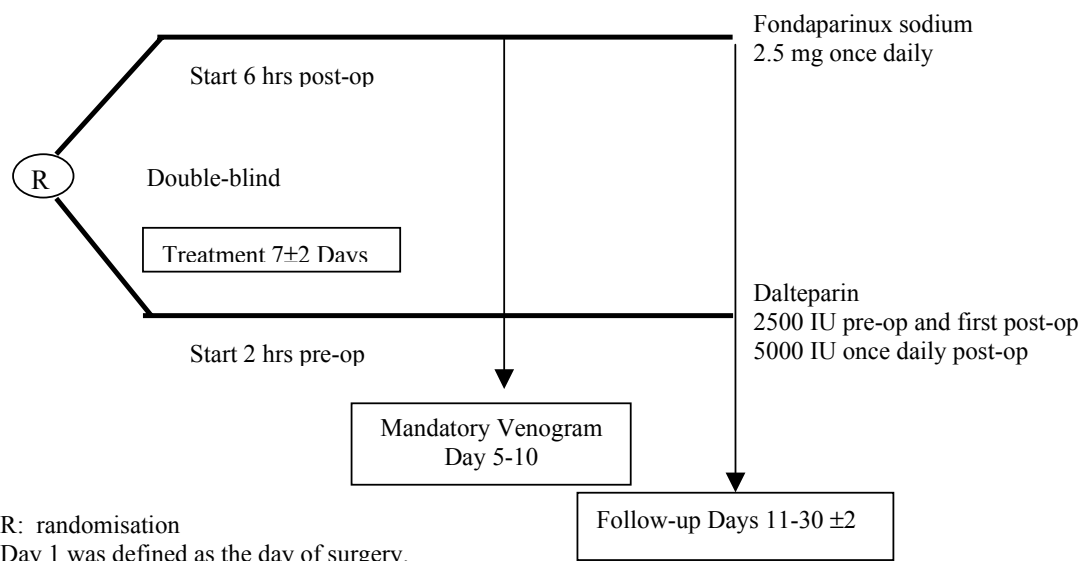 Fondaparinux sodium
2.5 mg once daily
Start 6 hrs post-op
R
Double-blind
Treatment 7±2 Days
Dalteparin
2500 IU pre-op and first post-op
5000 IU once daily post-op
Start 2 hrs pre-op
Mandatory Venogram
Day 5-10
Follow-up Days 11-30 ±2
R: randomisation
Day 1 was defined as the day of surgery.